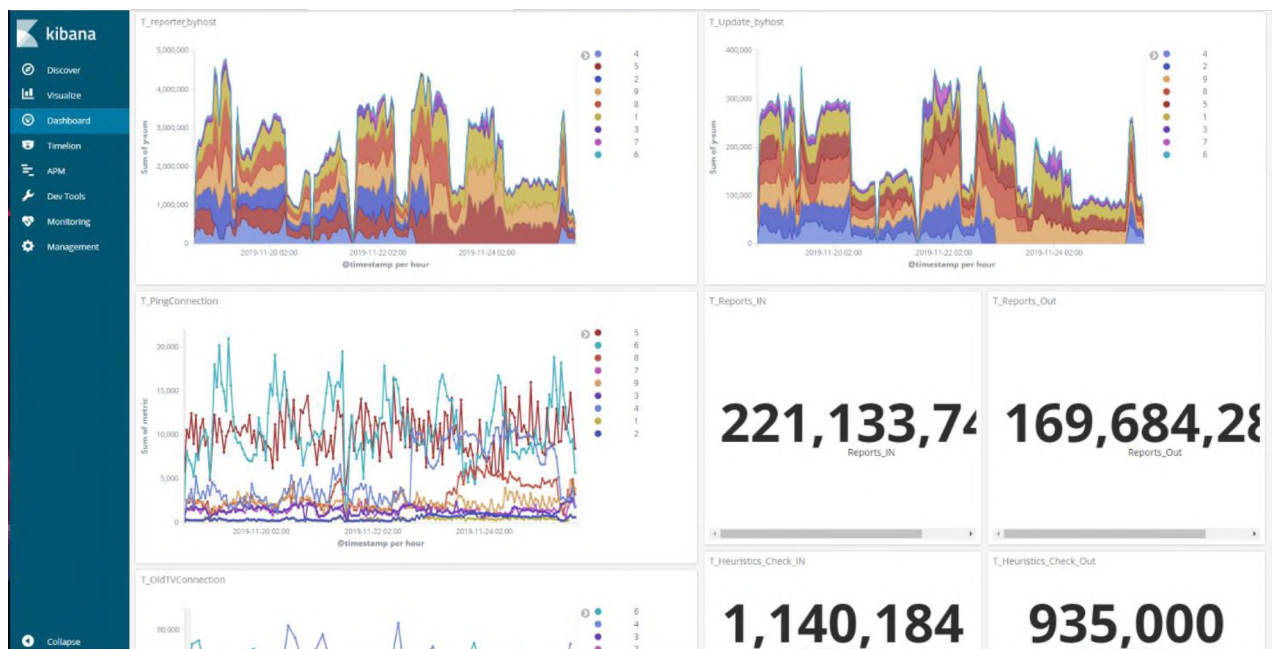 kibana
Discover
Visualize
Dashboard
Timelion
APM
Dev Tools
Monitoring
Management
Collapse
T_reporter_byhost
5,000,000
4,000,000
3,000,000
2,000,000
1,000,000
0
Sum of y-sum
2019-11-20 02:00
2019-11-22 02:00
2019-11-24 02:00
@timestamp per hour
4
5
2
9
8
1
3
7
6
T_Update_byhost
400,000
300,000
200,000
100,000
0
Sum of y-sum
2019-11-20 02:00
2019-11-22 02:00
2019-11-24 02:00
@timestamp per hour
4
2
9
8
5
1
3
7
6
T_PingConnection
20,000
15,000
10,000
5,000
0
Sum of metric
2019-11-20 02:00
2019-11-22 02:00
2019-11-24 02:00
@timestamp per hour
5
6
8
7
9
3
4
1
2
T_Reports_IN
221,133,74
Reports_IN
T_Reports_Out
169,684,28
Reports_Out
T_OldTVConnection
80,000
6
4
3
T_Heuristics_Check_IN
1,140,184
T_Heuristics_Check_Out
935,000